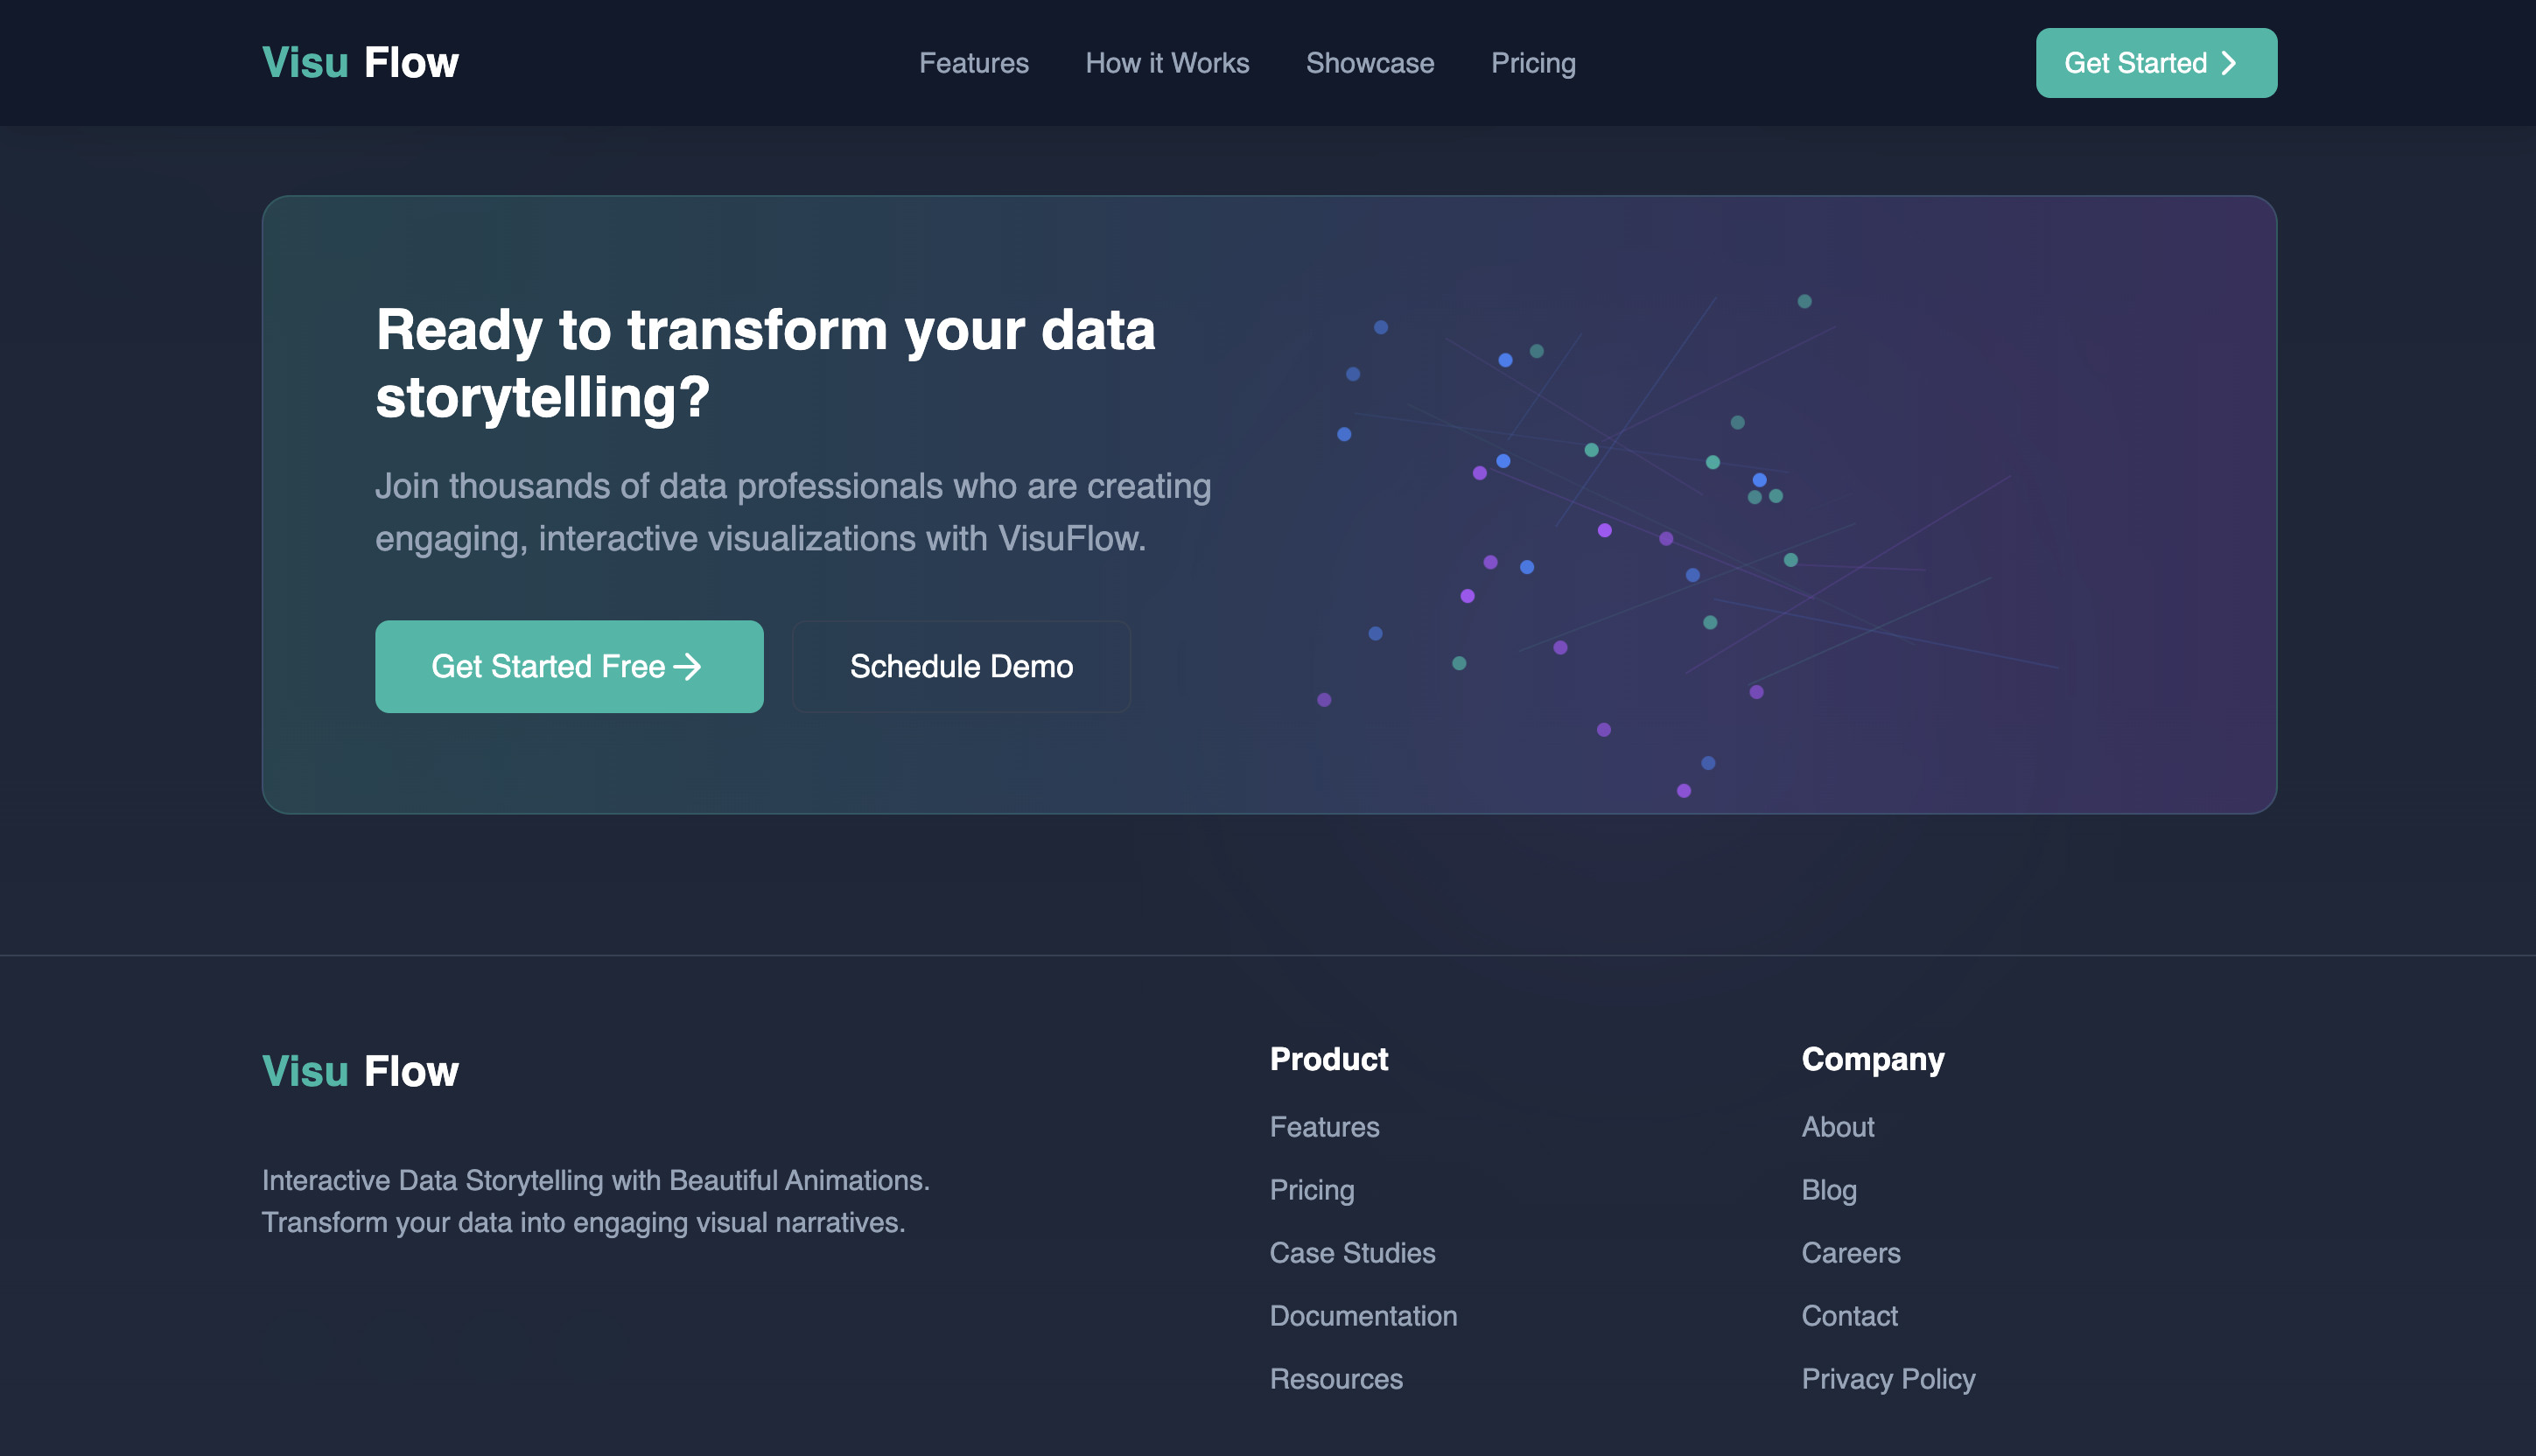 Visu Flow
Features
How it Works
Showcase
Pricing
Get Started
Ready to transform your data
storytelling?
Join thousands of data professionals who are creating
engaging, interactive visualizations with VisuFlow.
Get Started Free
Schedule Demo
Visu Flow
Interactive Data Storytelling with Beautiful Animations.
Transform your data into engaging visual narratives.
Product
Features
Pricing
Case Studies
Documentation
Resources
Company
About
Blog
Careers
Contact
Privacy Policy